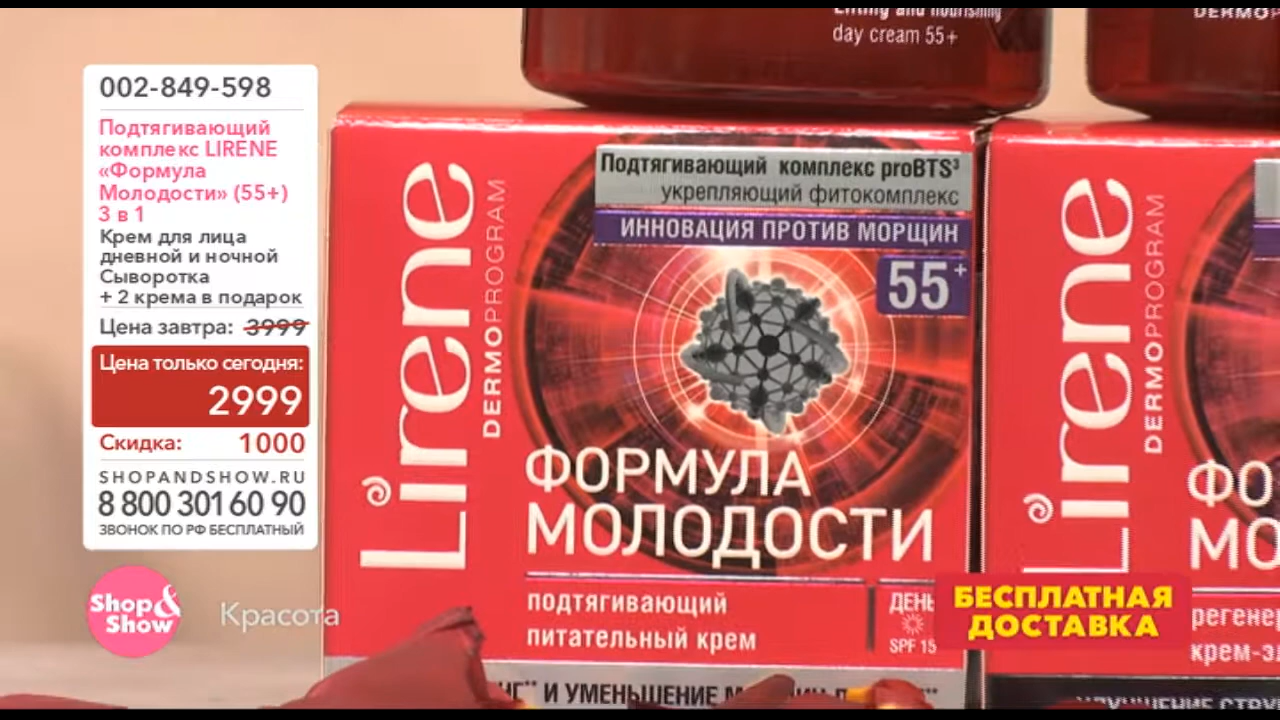 002-849-598
Подтягивающий
комплекс LIRENE
«Формула
Молодости» (55+)
3 в 1
Крем для лица
дневной и ночной
Сыворотка
+ 2 крема в подарок
Цена завтра: 3999
Цена только сегодня:
2999
Скидка: 1000
SHOPANDSHOW.RU
8 800 301 60 90
ЗВОНОК ПО РФ БЕСПЛАТНЫЙ
Shop&
Show
Красота
Lifting and nourishing
day cream 55+
Lirene
DERMOPROGRAM
Подтягивающий комплекс proBTS³
укрепляющий фитокомплекс
ИННОВАЦИЯ ПРОТИВ МОРЩИН
55+
ФОРМУЛА
МОЛОДОСТИ
подтягивающий
питательный крем
ДЕНЬ
SPF 15
И УМЕНЬШЕНИЕ
DERMOP
Lirene
DERMOPROGRAM
ФО
МО
регенер
крем-э
БЕСПЛАТНАЯ
ДОСТАВКА